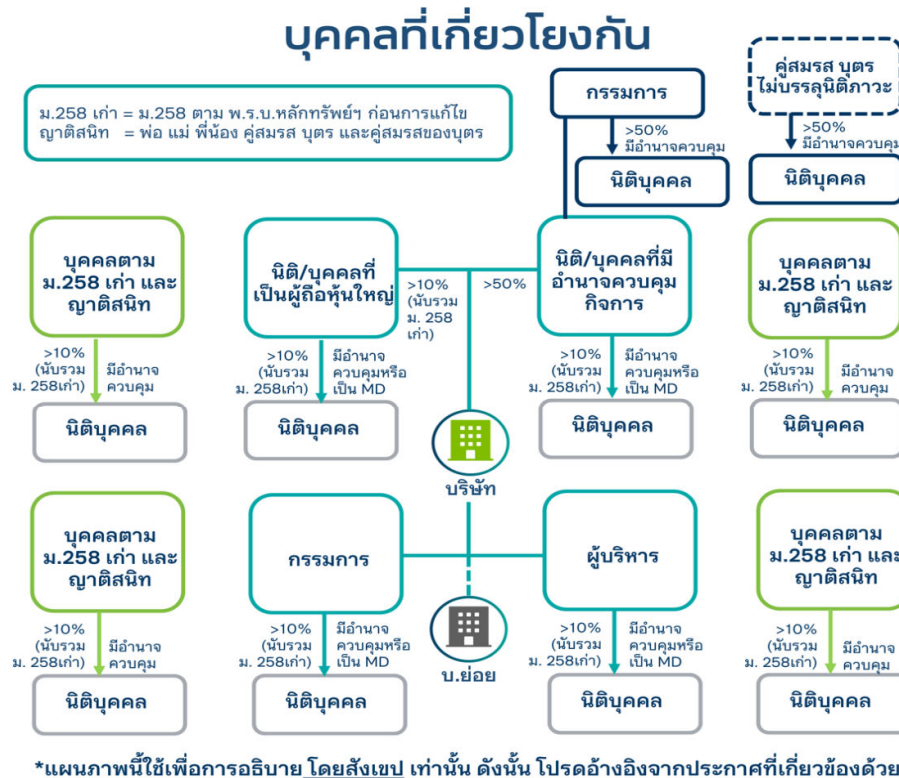 บุคคลที่เกี่ยวโยงกัน
ม.258 เก่า = ม.258 ตาม พ.ร.บ.หลักทรัพย์ฯ ก่อนการแก้ไข
ญาติสนิท = พ่อ แม่ พี่น้อง คู่สมรส บุตร และคู่สมรสของบุตร
กรรมการ
>50%
มีอำนาจควบคุม
นิติบุคคล
คู่สมรส บุตร
ไม่บรรลุนิติภาวะ
>50%
มีอำนาจควบคุม
นิติบุคคล
บุคคลตาม
ม.258 เก่า และ
ญาติสนิท
>10%
(นับรวม
ม. 258เก่า)
มีอำนาจ
ควบคุม
นิติบุคคล
นิติ/บุคคลที่
เป็นผู้ถือหุ้นใหญ่
>10%
(นับรวม
ม. 258เก่า)
มีอำนาจ
ควบคุมหรือ
เป็น MD
นิติบุคคล
>10%
(นับรวม
ม. 258
เก่า)
>50%
บริษัท
นิติ/บุคคลที่มี
อำนาจควบคุม
กิจการ
>10%
(นับรวม
ม. 258เก่า)
มีอำนาจ
ควบคุมหรือ
เป็น MD
นิติบุคคล
บุคคลตาม
ม.258 เก่า และ
ญาติสนิท
>10%
(นับรวม
ม. 258เก่า)
มีอำนาจ
ควบคุม
นิติบุคคล
บุคคลตาม
ม.258 เก่า และ
ญาติสนิท
>10%
(นับรวม
ม. 258เก่า)
มีอำนาจ
ควบคุม
นิติบุคคล
กรรมการ
>10%
(นับรวม
ม. 258เก่า)
มีอำนาจ
ควบคุมหรือ
เป็น MD
นิติบุคคล
บ.ย่อย
ผู้บริหาร
>10%
(นับรวม
ม. 258เก่า)
มีอำนาจ
ควบคุมหรือ
เป็น MD
นิติบุคคล
บุคคลตาม
ม.258 เก่า และ
ญาติสนิท
>10%
(นับรวม
ม. 258เก่า)
มีอำนาจ
ควบคุม
นิติบุคคล
*แผนภาพนี้ใช้เพื่อการอธิบาย โดยสังเขป เท่านั้น ดังนั้น โปรดอ้างอิงจากประกาศที่เกี่ยวข้องด้วย